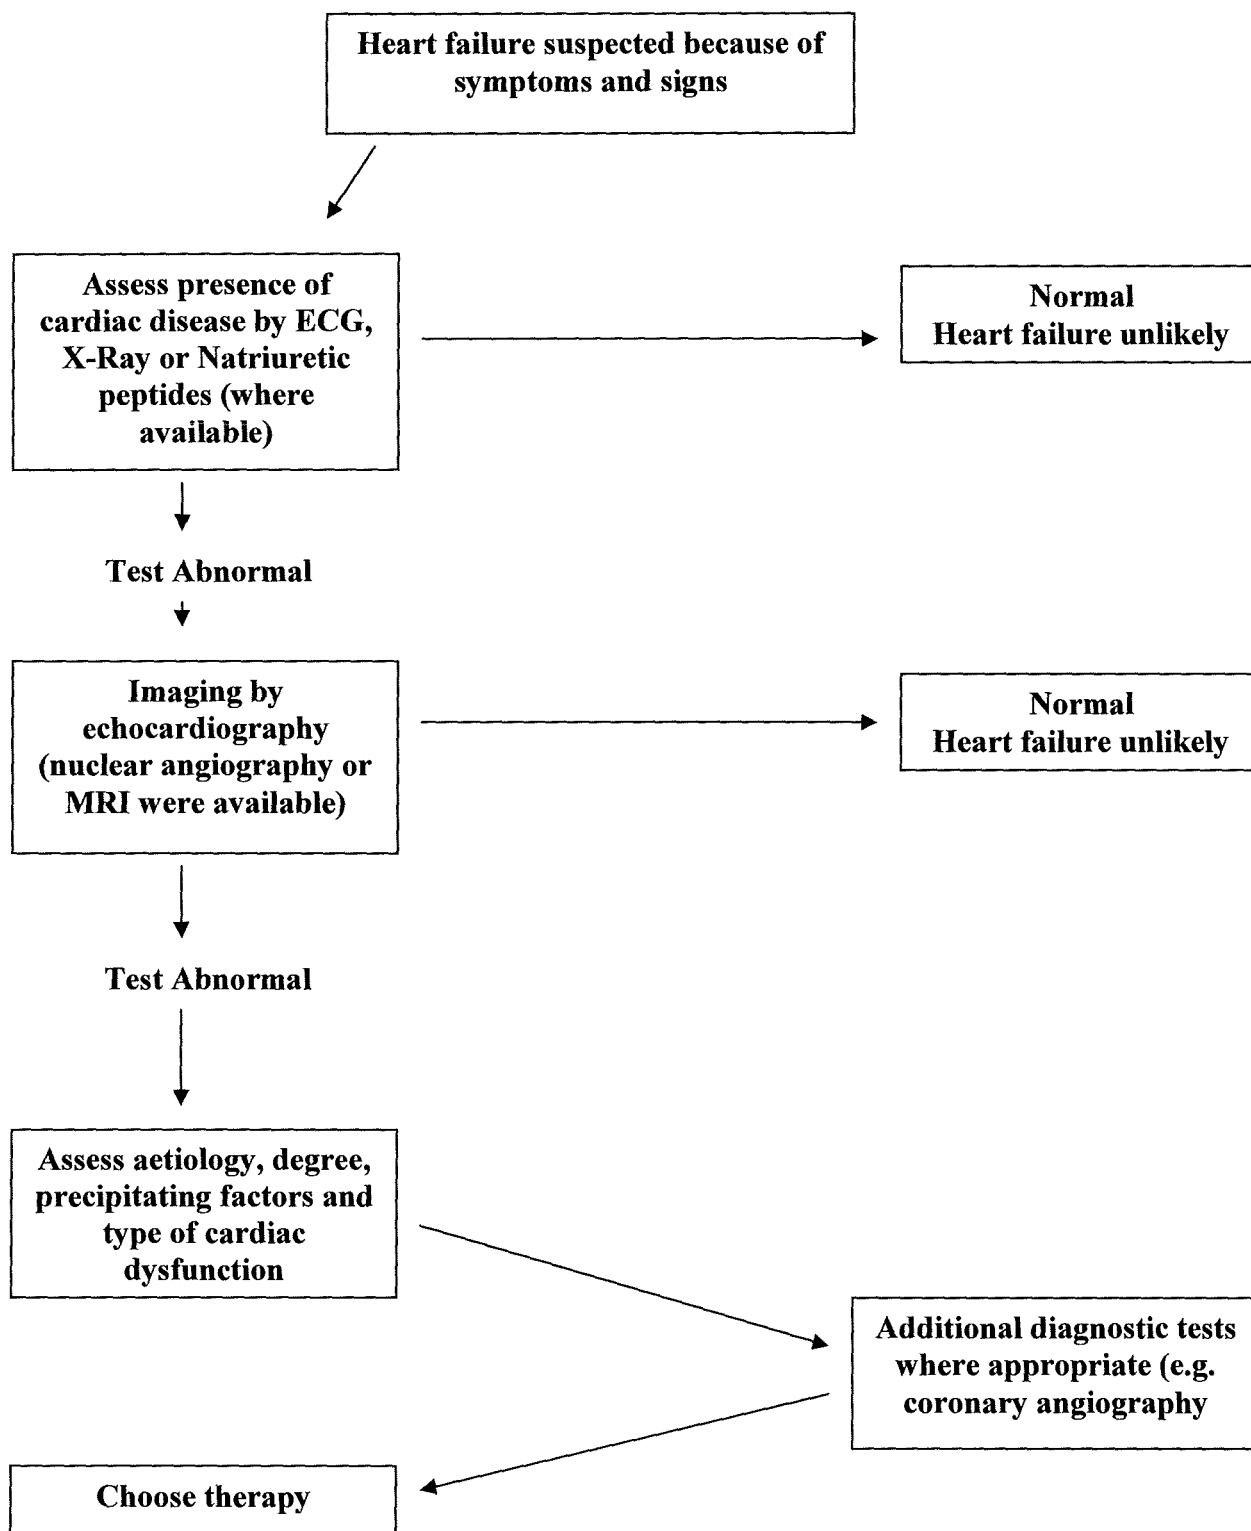 Heart failure suspected because of
symptoms and signs
Assess presence of
cardiac disease by ECG,
X-Ray or Natriuretic
peptides (where
available)
Normal
Heart failure unlikely
Test Abnormal
Imaging by
echocardiography
(nuclear angiography or
MRI were available)
Normal
Heart failure unlikely
Test Abnormal
Assess aetiology, degree,
precipitating factors and
type of cardiac
dysfunction
Additional diagnostic tests
where appropriate (e.g.
coronary angiography
Choose therapy